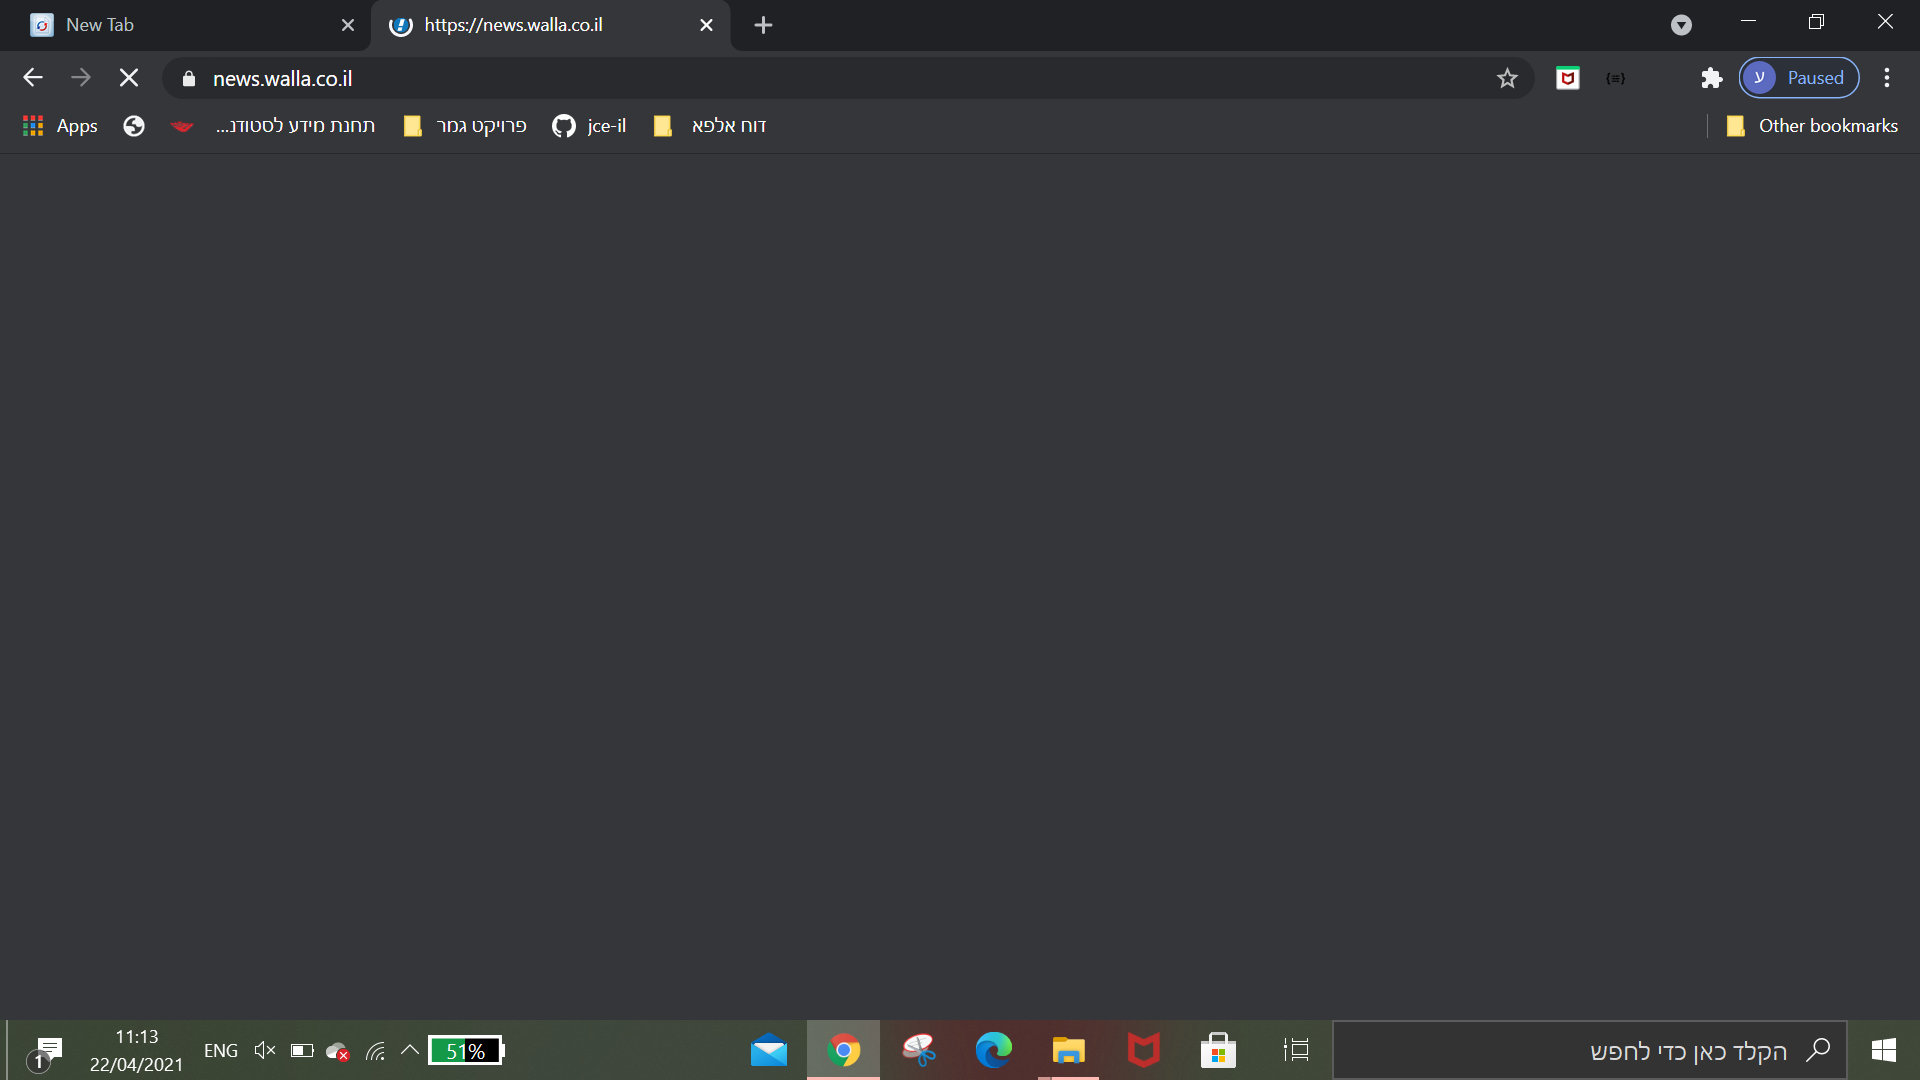 New Tab
https://news.walla.co.il
news.walla.co.il
Paused
ע
Apps
תחנת מידע לסטודנ...
פרויקט גמר
jce-il
דוח אלפא
Other bookmarks
1
11:13
22/04/2021
ENG
51%
הקלד כאן כדי לחפש